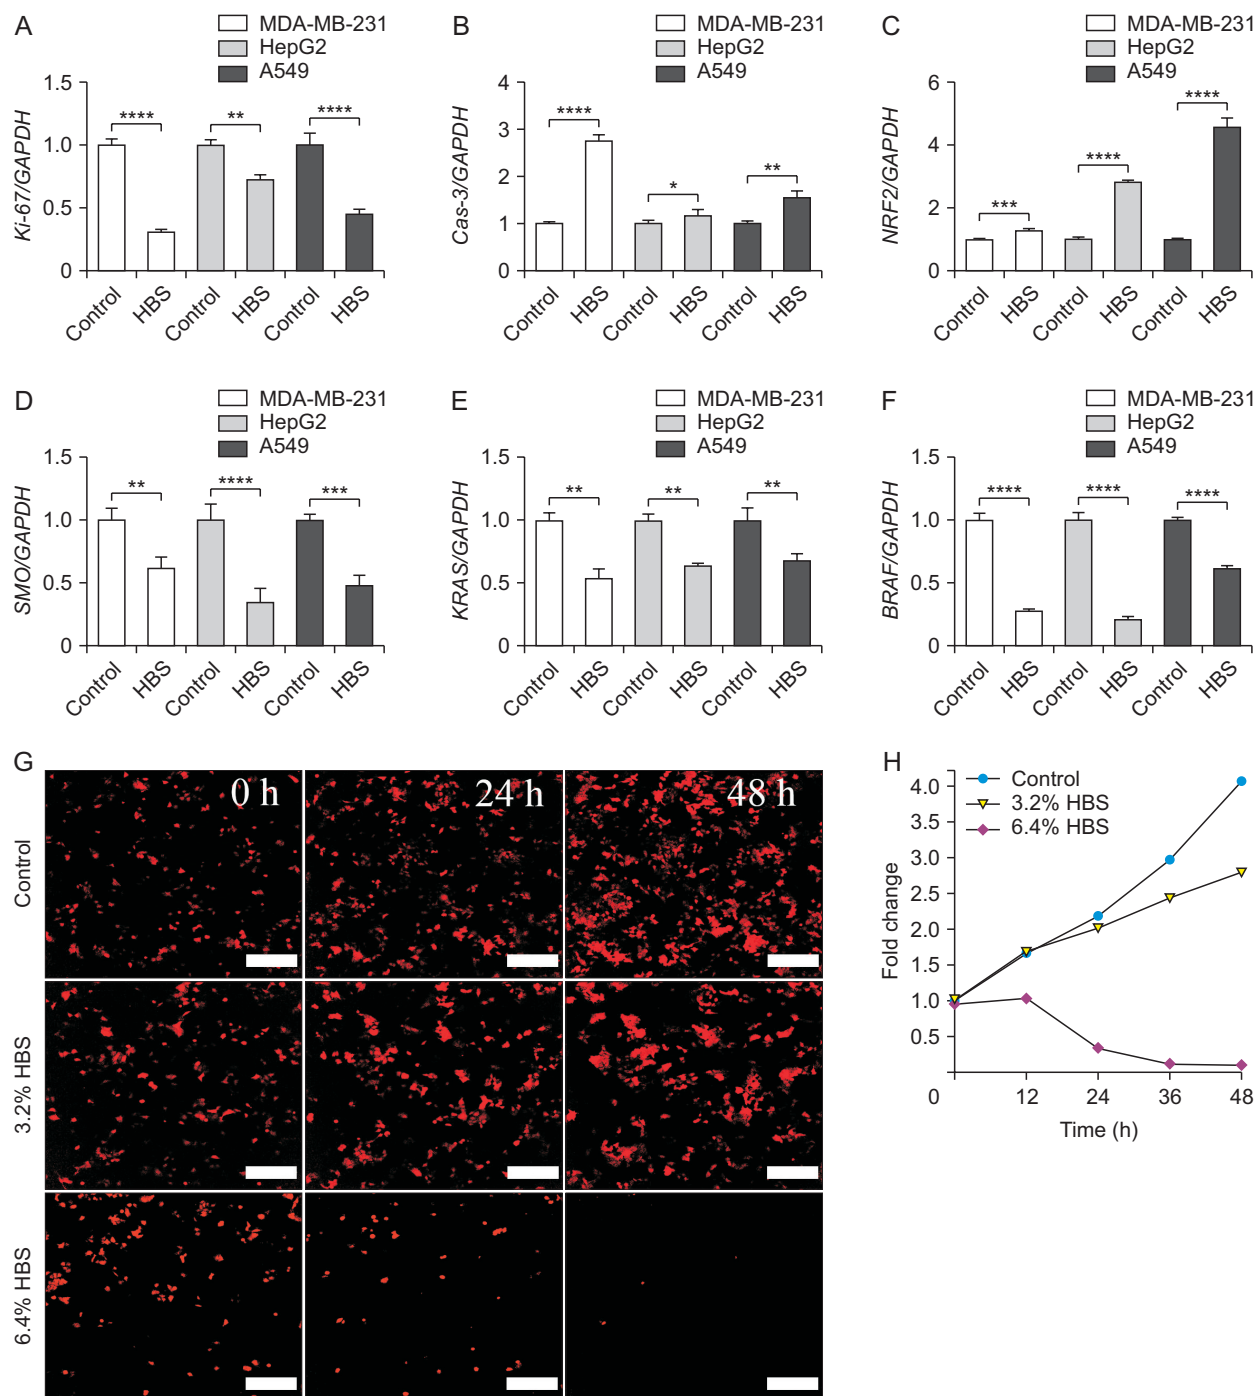 A
MDA-MB-231
HepG2
A549
Ki-67/GAPDH
1.5
1.0
0.5
0
**** ** ****
Control HBS Control HBS Control HBS
B
MDA-MB-231
HepG2
A549
Cas-3/GAPDH
4
3
2
1
0
**** * **
Control HBS Control HBS Control HBS
C
MDA-MB-231
HepG2
A549
NRF2/GAPDH
6
4
2
0
*** **** ****
Control HBS Control HBS Control HBS
D
MDA-MB-231
HepG2
A549
SMO/GAPDH
1.5
1.0
0.5
0
** **** ***
Control HBS Control HBS Control HBS
E
MDA-MB-231
HepG2
A549
KRAS/GAPDH
1.5
1.0
0.5
0
** ** **
Control HBS Control HBS Control HBS
F
MDA-MB-231
HepG2
A549
BRAF/GAPDH
1.5
1.0
0.5
0
**** **** ****
Control HBS Control HBS Control HBS
G
0 h 24 h 48 h
Control
3.2% HBS
6.4% HBS
H
Control
3.2% HBS
6.4% HBS
Fold change
4.0
3.5
3.0
2.5
2.0
1.5
1.0
0.5
0 12 24 36 48
Time (h)